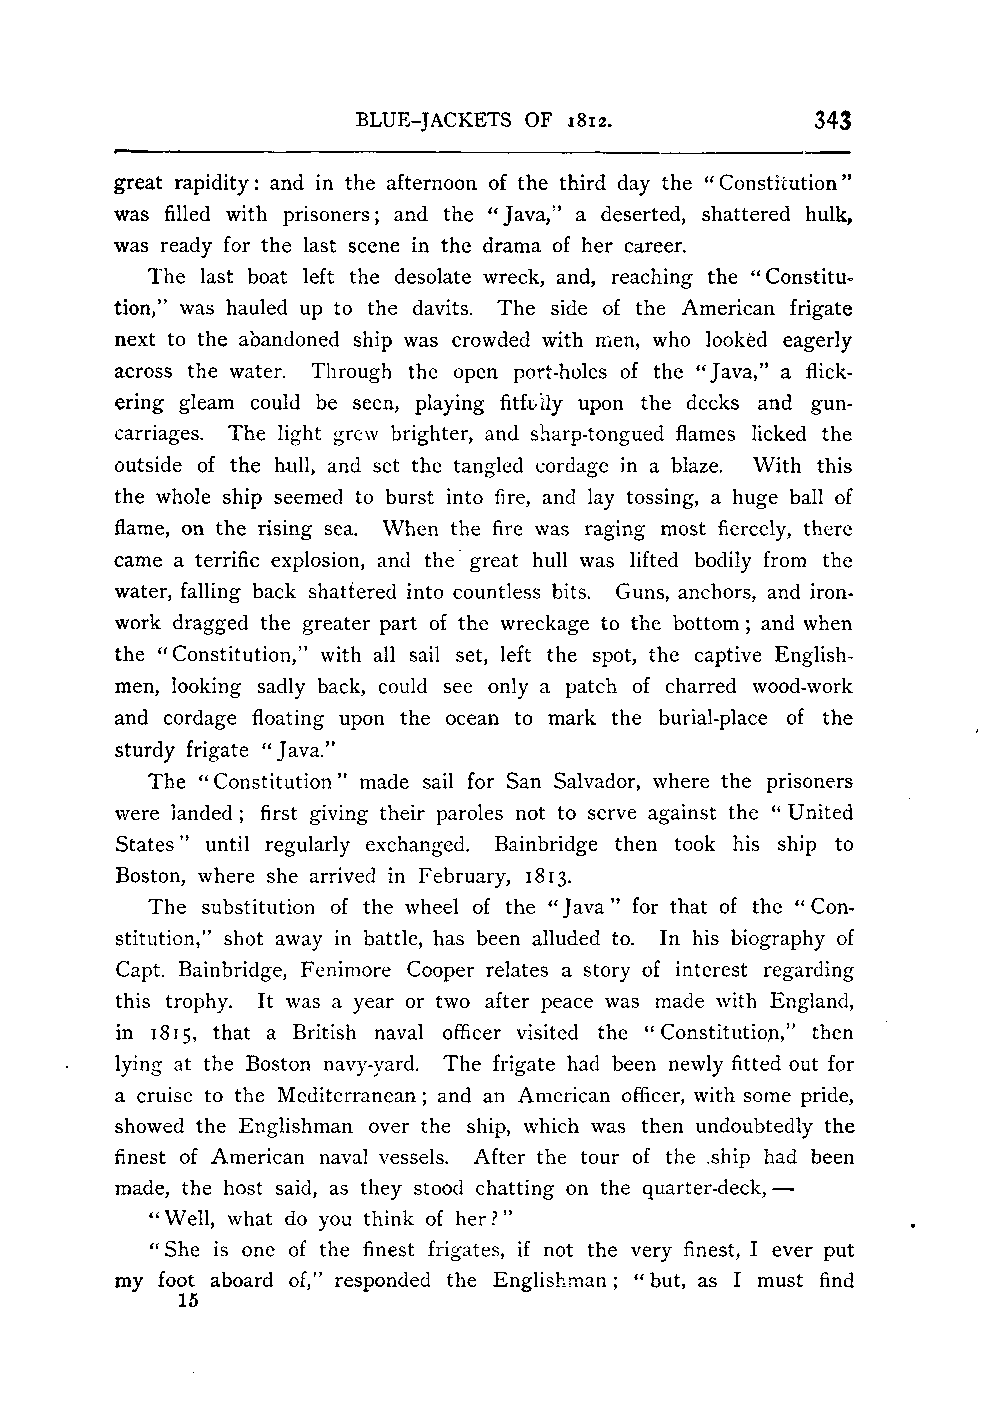 BLUE-JACKETS OF 1812. 343
great rapidity: and in the afternoon of the third day the "Constitution"
was filled with prisoners; and the "Java," a deserted, shattered hulk,
was ready for the last scene in the drama of her career.
The last boat left the desolate wreck, and, reaching the "Constitu-
tion," was hauled up to the davits. The side of the American frigate
next to the abandoned ship was crowded with men, who looked eagerly
across the water. Through the open port-holes of the "Java," a flick-
ering gleam could be seen, playing fitfully upon the decks and gun-
carriages. The light grew brighter, and sharp-tongued flames licked the
outside of the hull, and set the tangled cordage in a blaze. With this
the whole ship seemed to burst into fire, and lay tossing, a huge ball of
flame, on the rising sea. When the fire was raging most fiercely, there
came a terrific explosion, and the great hull was lifted bodily from the
water, falling back shattered into countless bits. Guns, anchors, and iron-
work dragged the greater part of the wreckage to the bottom; and when
the "Constitution," with all sail set, left the spot, the captive English-
men, looking sadly back, could see only a patch of charred wood-work
and cordage floating upon the ocean to mark the burial-place of the
sturdy frigate "Java."
The "Constitution" made sail for San Salvador, where the prisoners
were landed; first giving their paroles not to serve against the "United
States" until regularly exchanged. Bainbridge then took his ship to
Boston, where she arrived in February, 1813.
The substitution of the wheel of the "Java" for that of the "Con-
stitution," shot away in battle, has been alluded to. In his biography of
Capt. Bainbridge, Fenimore Cooper relates a story of interest regarding
this trophy. It was a year or two after peace was made with England,
in 1815, that a British naval officer visited the "Constitution," then
lying at the Boston navy-yard. The frigate had been newly fitted out for
a cruise to the Mediterranean; and an American officer, with some pride,
showed the Englishman over the ship, which was then undoubtedly the
finest of American naval vessels. After the tour of the ship had been
made, the host said, as they stood chatting on the quarter-deck,—
"Well, what do you think of her?"
"She is one of the finest frigates, if not the very finest, I ever put
my foot aboard of," responded the Englishman; "but, as I must find
15